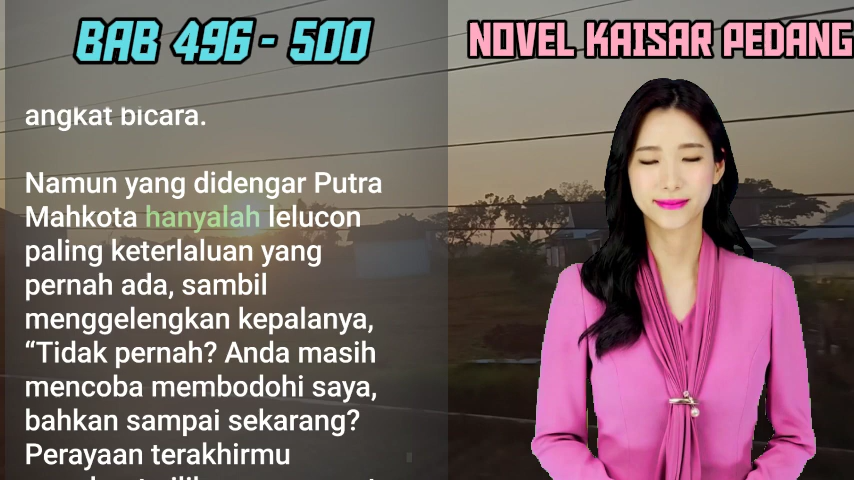 BAB 496 - 500
NOVEL KAISAR PEDANG
angkat bicara.
Namun yang didengar Putra
Mahkota hanyalah lelucon
paling keterlaluan yang
pernah ada, sambil
menggelengkan kepalanya,
“Tidak pernah? Anda masih
mencoba membodohi saya,
bahkan sampai sekarang?
Perayaan terakhirmu